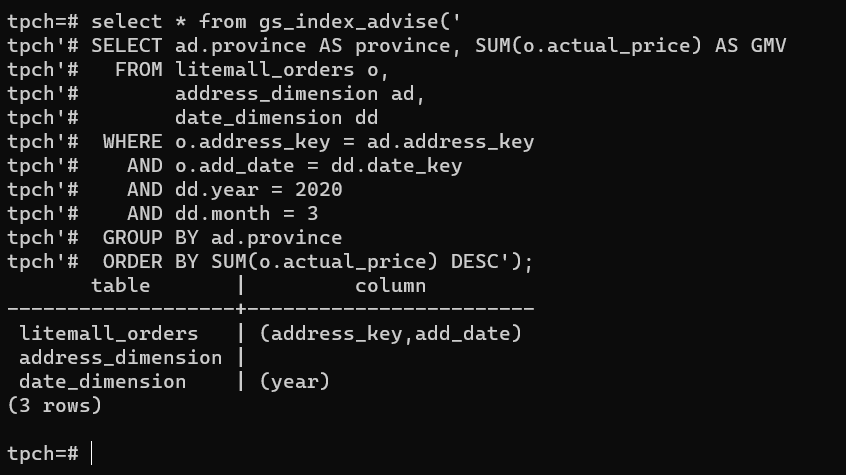 tpch=# select * from gs_index_advise('
tpch'# SELECT ad.province AS province, SUM(o.actual_price) AS GMV
tpch'#   FROM litemall_orders o,
tpch'#        address_dimension ad,
tpch'#        date_dimension dd
tpch'#  WHERE o.address_key = ad.address_key
tpch'#    AND o.add_date = dd.date_key
tpch'#    AND dd.year = 2020
tpch'#    AND dd.month = 3
tpch'#  GROUP BY ad.province
tpch'#  ORDER BY SUM(o.actual_price) DESC');
       table       |         column
-------------------+------------------------
 litemall_orders   | (address_key,add_date)
 address_dimension |
 date_dimension    | (year)
(3 rows)
tpch=#